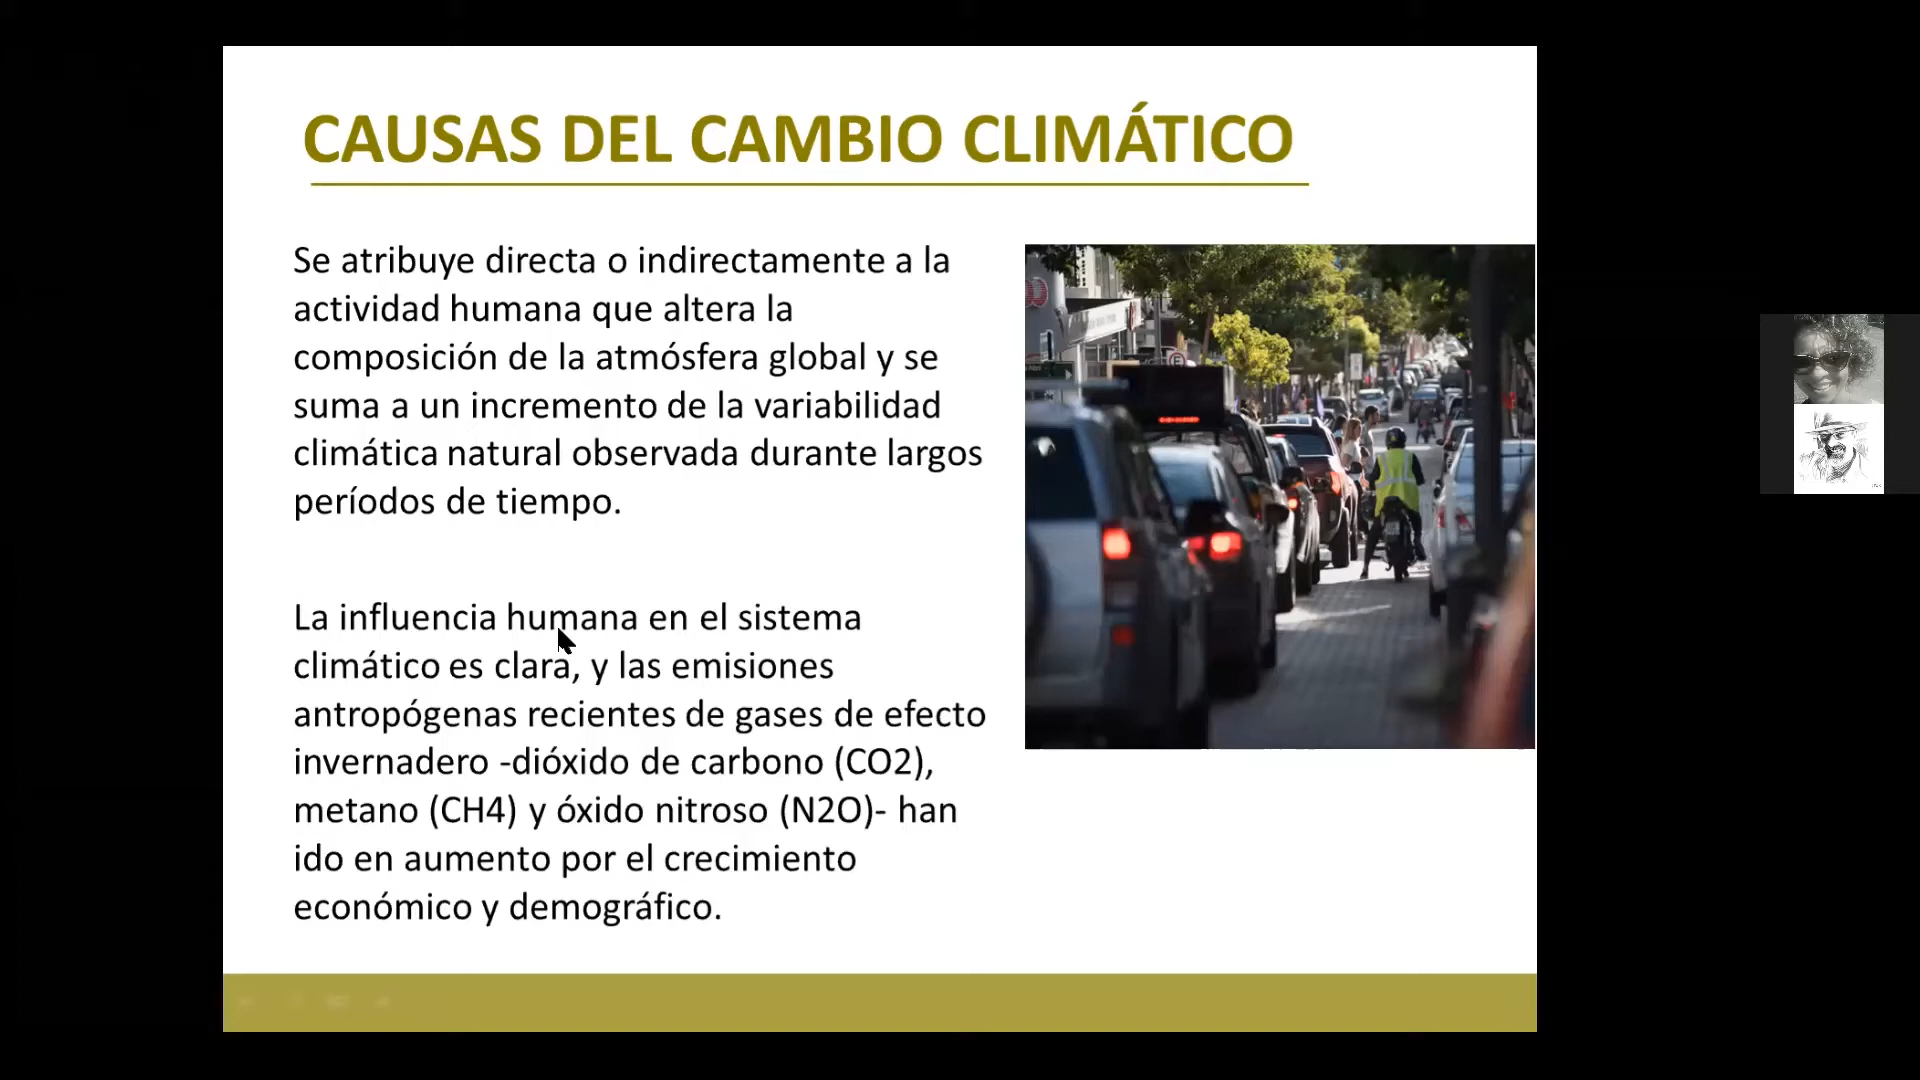 CAUSAS DEL CAMBIO CLIMÁTICO
Se atribuye directa o indirectamente a la
actividad humana que altera la
composición de la atmósfera global y se
suma a un incremento de la variabilidad
climática natural observada durante largos
períodos de tiempo.
La influencia humana en el sistema
climático es clara, y las emisiones
antropógenas recientes de gases de efecto
invernadero -dióxido de carbono (CO2),
metano (CH4) y óxido nitroso (N2O)- han
ido en aumento por el crecimiento
económico y demográfico.